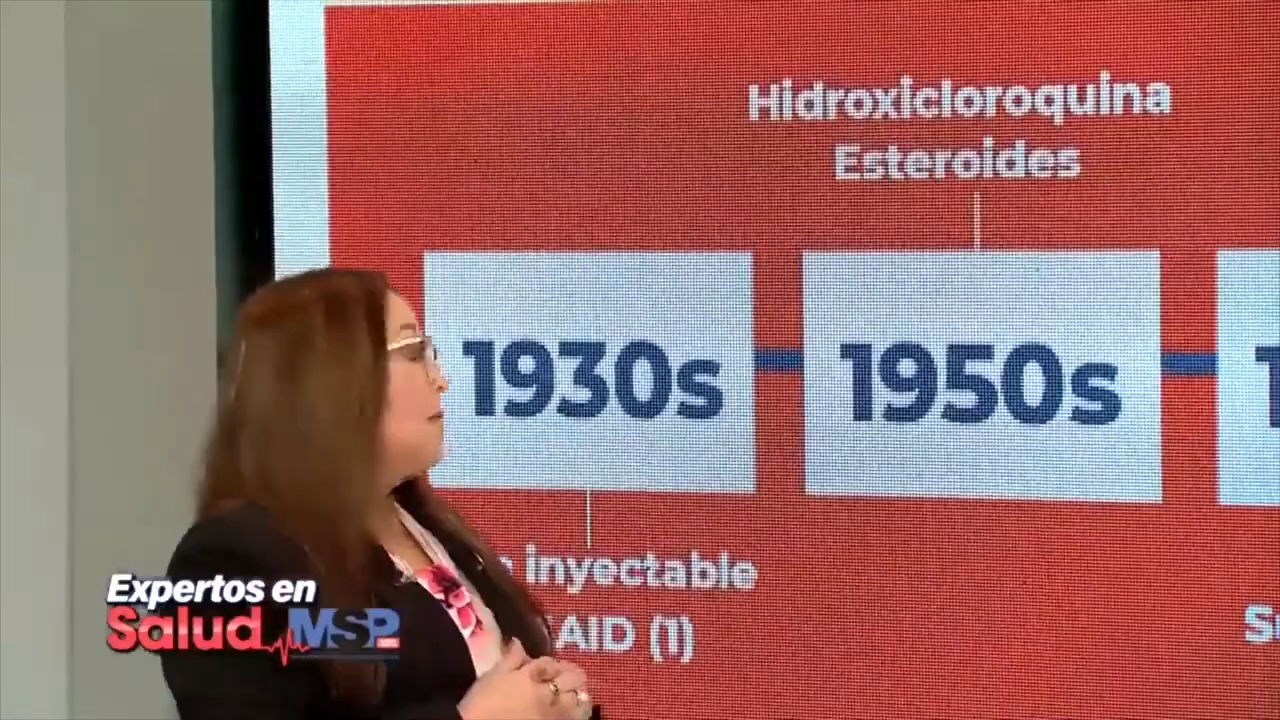 Hidroxicloroquina
Esteroides
1930s
1950s
inyectable
AID (1)
Expertos en
Salud MSP